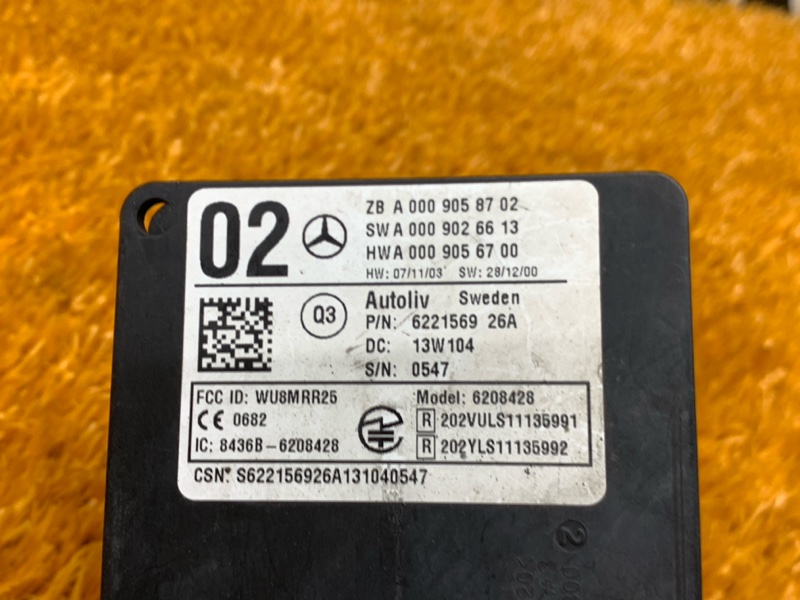 02
ZB A 000 905 87 02
SW A 000 902 66 13
HW A 000 905 67 00
HW: 07/11/03 SW: 28/12/00
Q3
Autoliv Sweden
P/N: 6221569 26A
DC: 13W104
S/N: 0547
FCC ID: WU8MRR25
CE 0682
IC: 8436B-6208428
Model: 6208428
R 202VULS11135991
R 202YLS11135992
CSN: S622156926A131040547
2